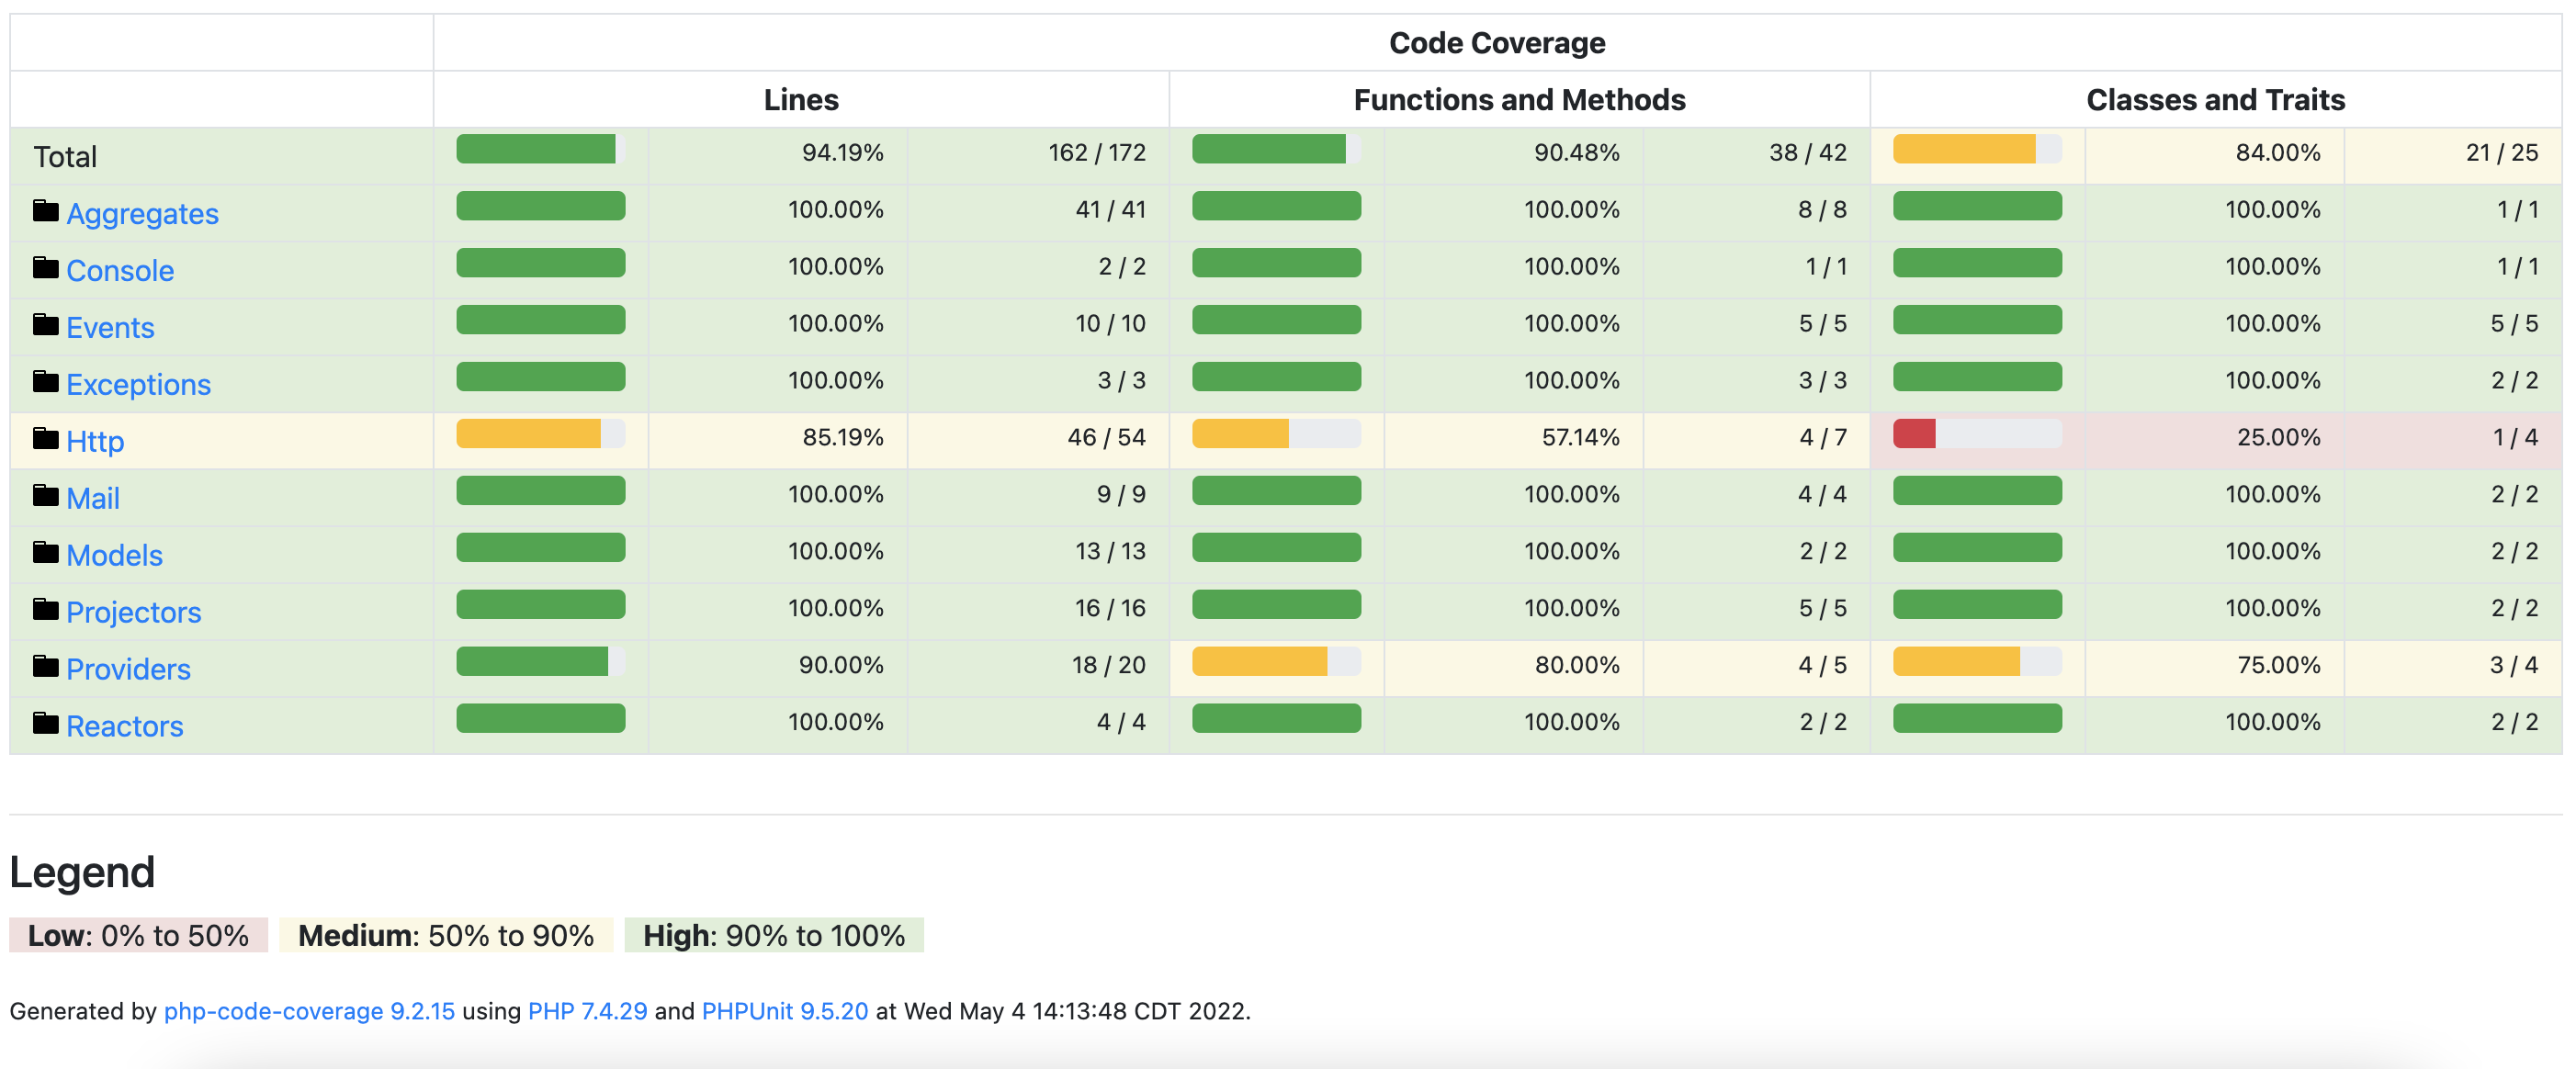 Code Coverage
Lines Functions and Methods Classes and Traits
Total 94.19% 162 / 172 90.48% 38 / 42 84.00% 21 / 25
Aggregates 100.00% 41 / 41 100.00% 8 / 8 100.00% 1 / 1
Console 100.00% 2 / 2 100.00% 1 / 1 100.00% 1 / 1
Events 100.00% 10 / 10 100.00% 5 / 5 100.00% 5 / 5
Exceptions 100.00% 3 / 3 100.00% 3 / 3 100.00% 2 / 2
Http 85.19% 46 / 54 57.14% 4 / 7 25.00% 1 / 4
Mail 100.00% 9 / 9 100.00% 4 / 4 100.00% 2 / 2
Models 100.00% 13 / 13 100.00% 2 / 2 100.00% 2 / 2
Projectors 100.00% 16 / 16 100.00% 5 / 5 100.00% 2 / 2
Providers 90.00% 18 / 20 80.00% 4 / 5 75.00% 3 / 4
Reactors 100.00% 4 / 4 100.00% 2 / 2 100.00% 2 / 2
Legend
Low: 0% to 50% Medium: 50% to 90% High: 90% to 100%
Generated by php-code-coverage 9.2.15 using PHP 7.4.29 and PHPUnit 9.5.20 at Wed May 4 14:13:48 CDT 2022.